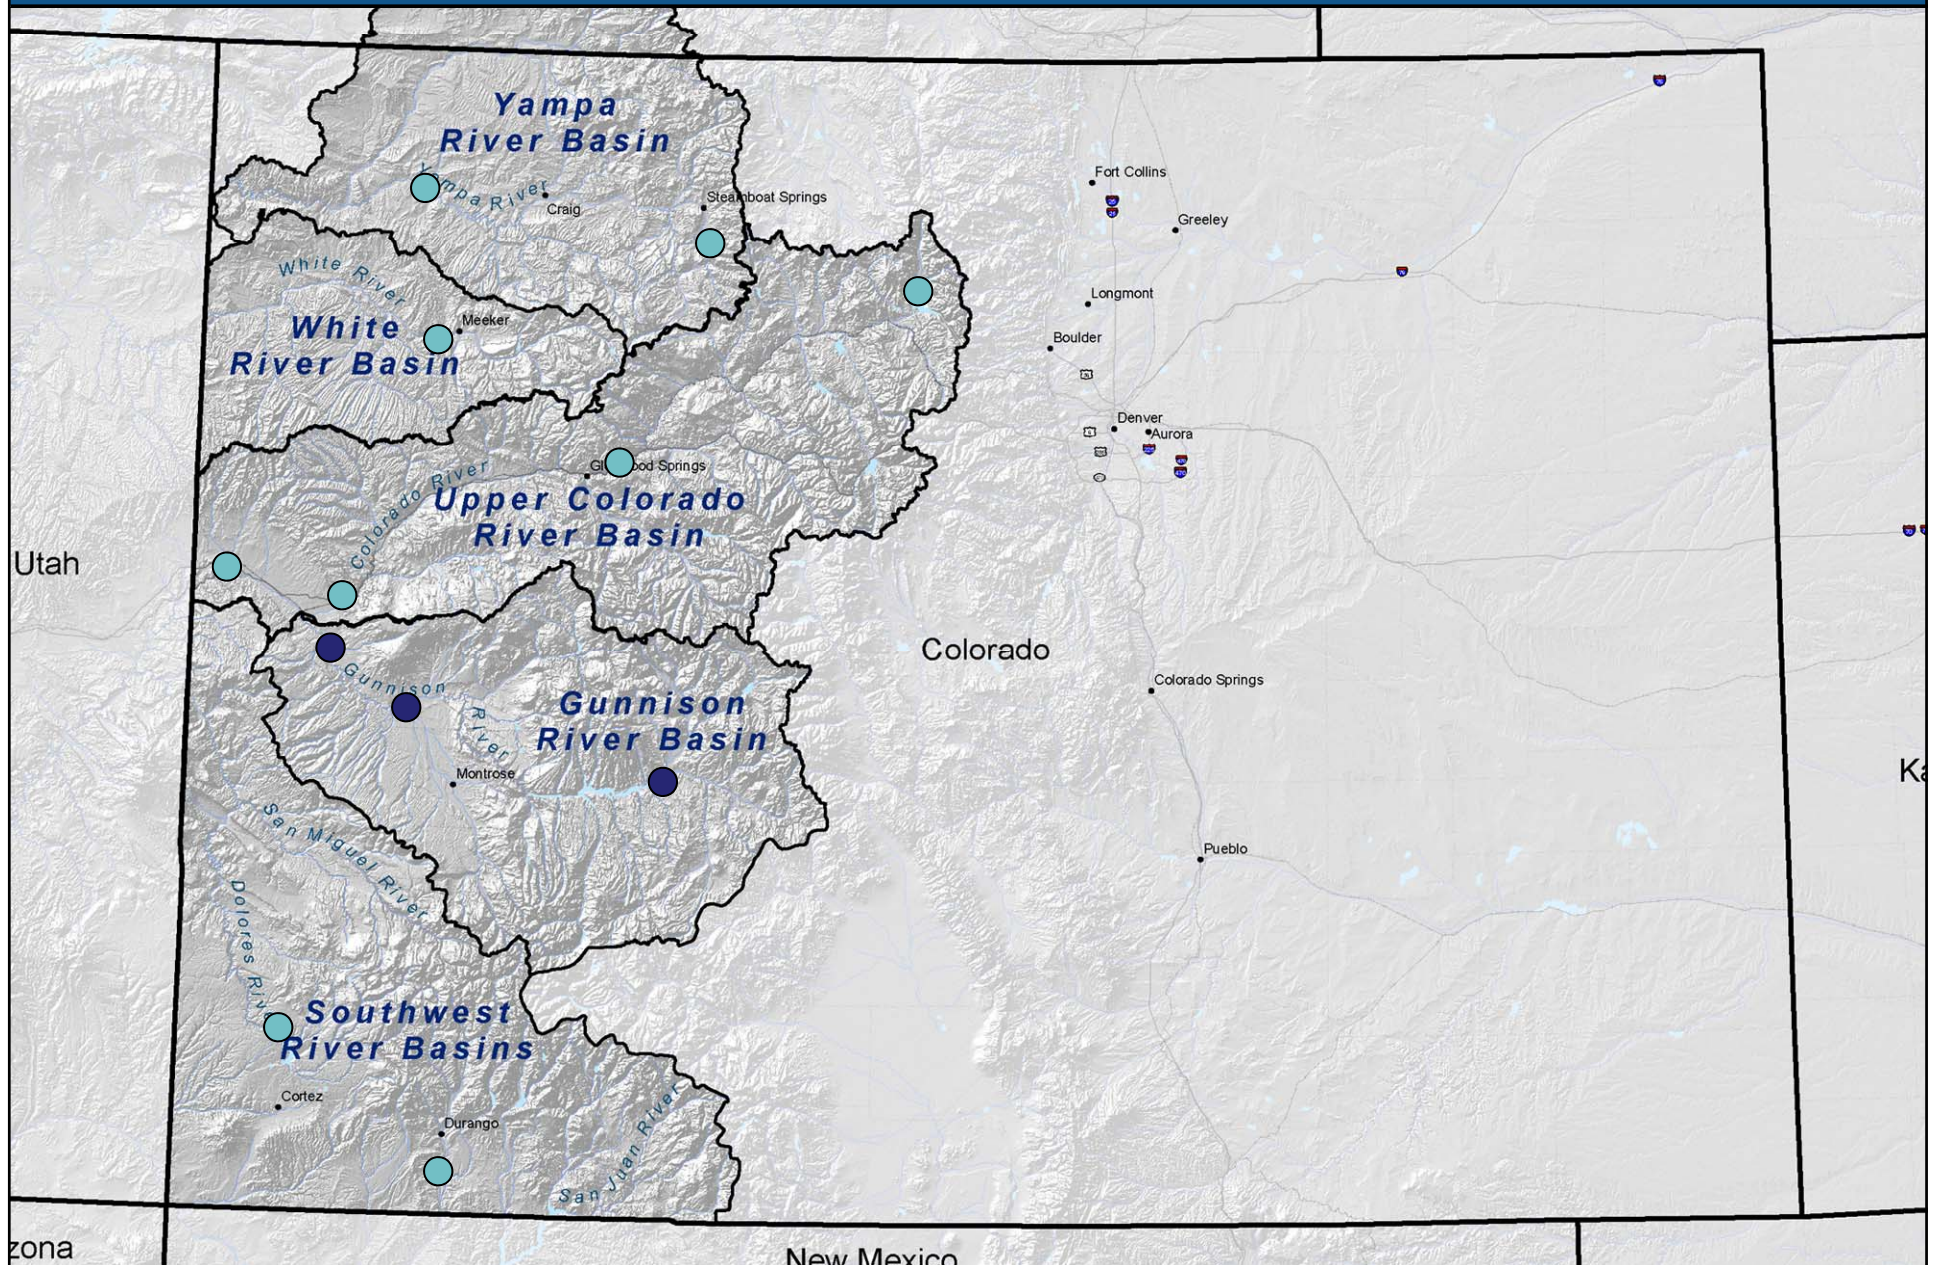 Yampa
River Basin
Yampa River
Craig
Steamboat Springs
Fort Collins
Greeley
White River
Longmont
Meeker
White
River Basin
Boulder
Denver
Aurora
Colorado River
Upper Colorado
River Basin
Utah
Colorado
Gunnison
River
Gunnison
River Basin
Colorado Springs
Montrose
San Miguel River
Pueblo
Dolores
Southwest
River Basins
Cortez
Durango
San Juan River
New Mexico